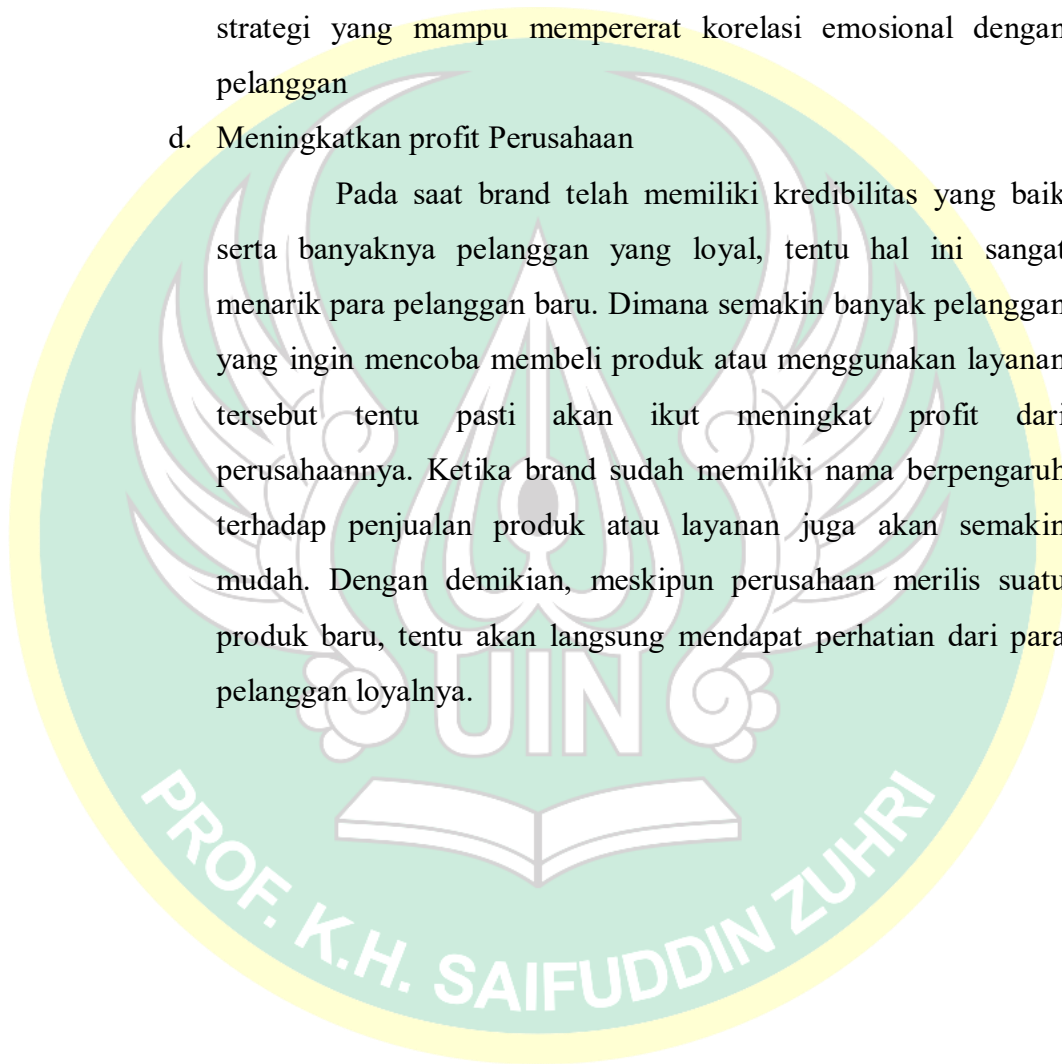 strategi yang mampu mempererat korelasi emosional dengan
pelanggan
d. Meningkatkan profit Perusahaan
Pada saat brand telah memiliki kredibilitas yang baik
serta banyaknya pelanggan yang loyal, tentu hal ini sangat
menarik para pelanggan baru. Dimana semakin banyak pelanggan
yang ingin mencoba membeli produk atau menggunakan layanan
tersebut tentu pasti akan ikut meningkat profit dari
perusahaannya. Ketika brand sudah memiliki nama berpengaruh
terhadap penjualan produk atau layanan juga akan semakin
mudah. Dengan demikian, meskipun perusahaan merilis suatu
produk baru, tentu akan langsung mendapat perhatian dari para
pelanggan loyalnya.
UIN
PROF. K.H. SAIFUDDIN ZUHRI